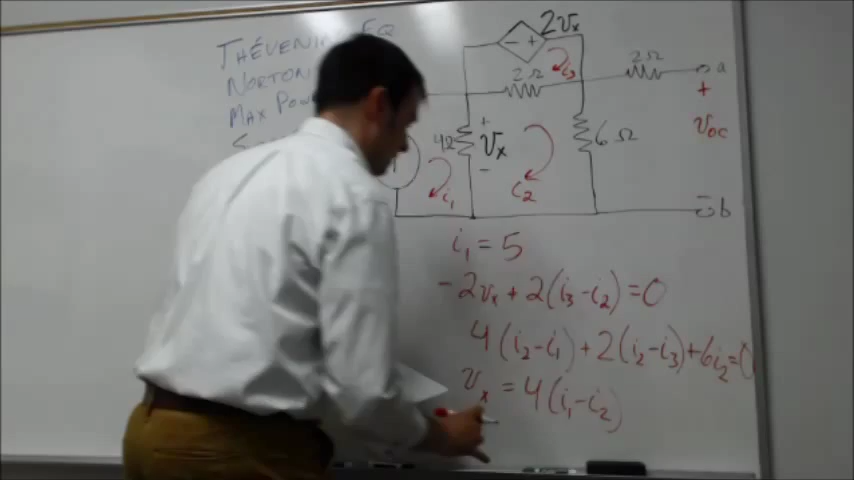 THÉVENIN EQ
NORTON
MAX POW
2vₓ
− +
i₃
2Ω
2Ω
a
+
v_oc
−
b
4Ω
+
vₓ
−
6Ω
i₁
i₂
i₁ = 5
-2vₓ + 2(i₃-i₂) = 0
4(i₂-i₁) + 2(i₂-i₃) + 6i₂ = 0
vₓ = 4(i₁-i₂)